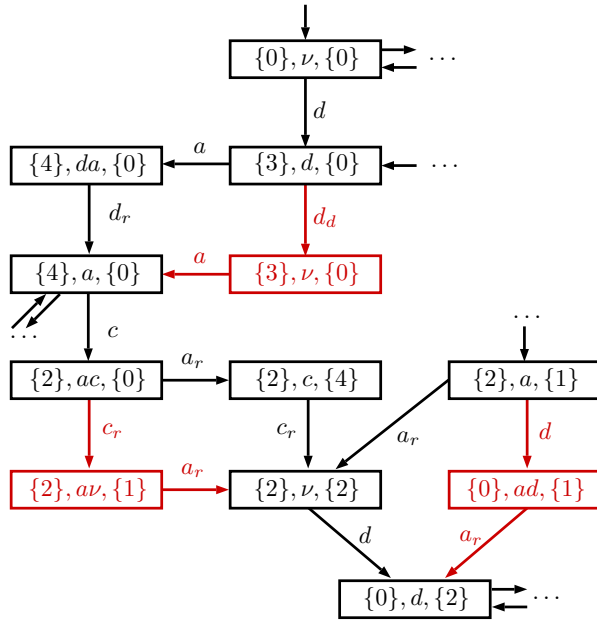 {0}, ν, {0} ···
d
{4}, da, {0} a {3}, d, {0} ···
d_r d_d
{4}, a, {0} a {3}, ν, {0}
··· c ···
{2}, ac, {0} a_r {2}, c, {4} {2}, a, {1}
c_r c_r a_r d
{2}, aν, {1} a_r {2}, ν, {2} {0}, ad, {1}
d a_r
{0}, d, {2} ···